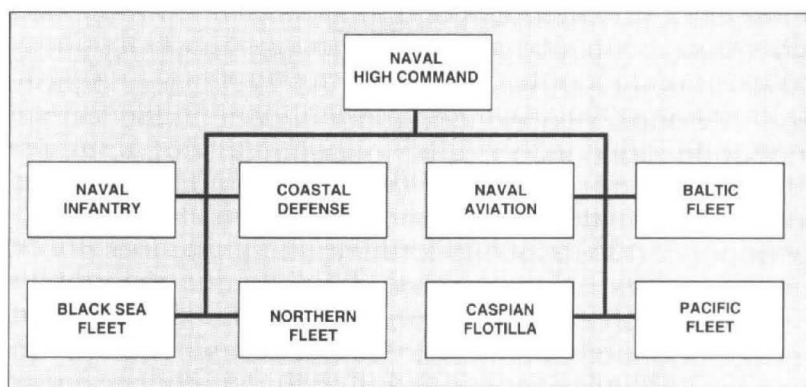 NAVAL
HIGH COMMAND
NAVAL
INFANTRY
COASTAL
DEFENSE
NAVAL
AVIATION
BALTIC
FLEET
BLACK SEA
FLEET
NORTHERN
FLEET
CASPIAN
FLOTILLA
PACIFIC
FLEET